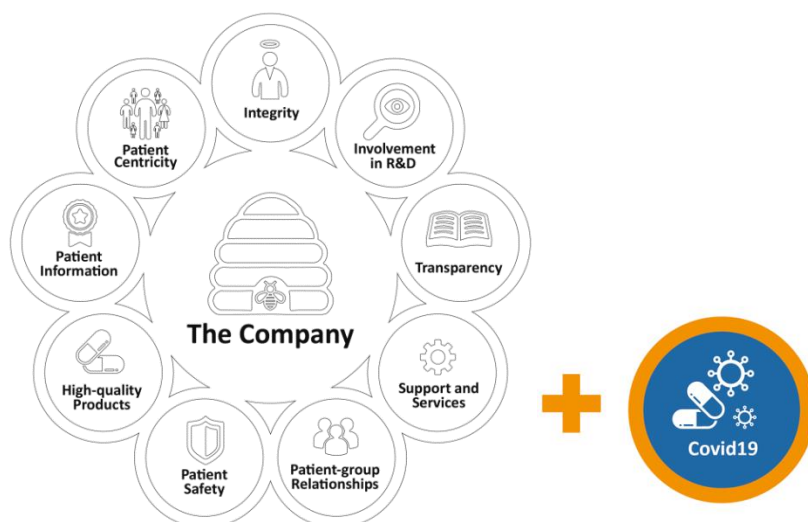 Integrity
Involvement
in R&D
Transparency
Support and
Services
Patient-group
Relationships
Patient
Safety
High-quality
Products
Patient
Information
Patient
Centricity
The Company
Covid19